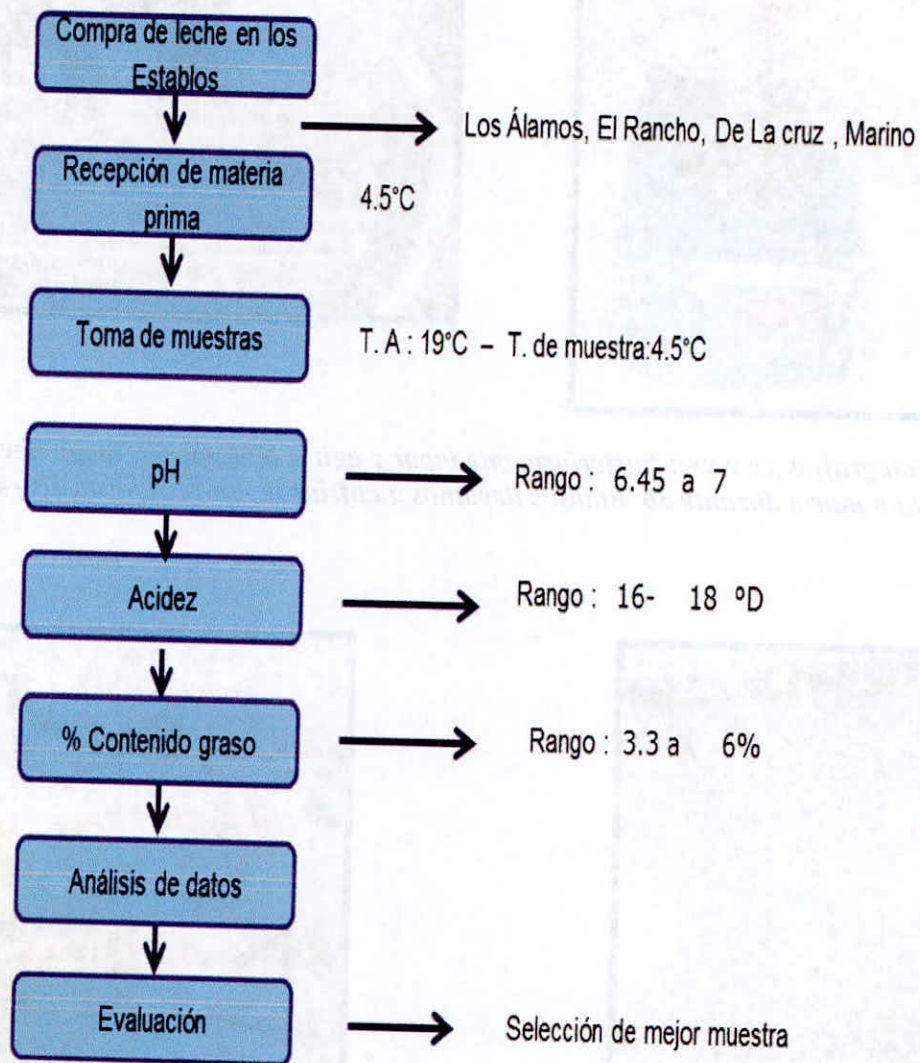 Compra de leche en los
Establos
Los Álamos, El Rancho, De La cruz , Marino
Recepción de materia
prima
4.5°C
Toma de muestras
T. A : 19°C – T. de muestra:4.5°C
pH
Rango : 6.45 a 7
Acidez
Rango : 16- 18 ºD
% Contenido graso
Rango : 3.3 a 6%
Análisis de datos
Evaluación
Selección de mejor muestra